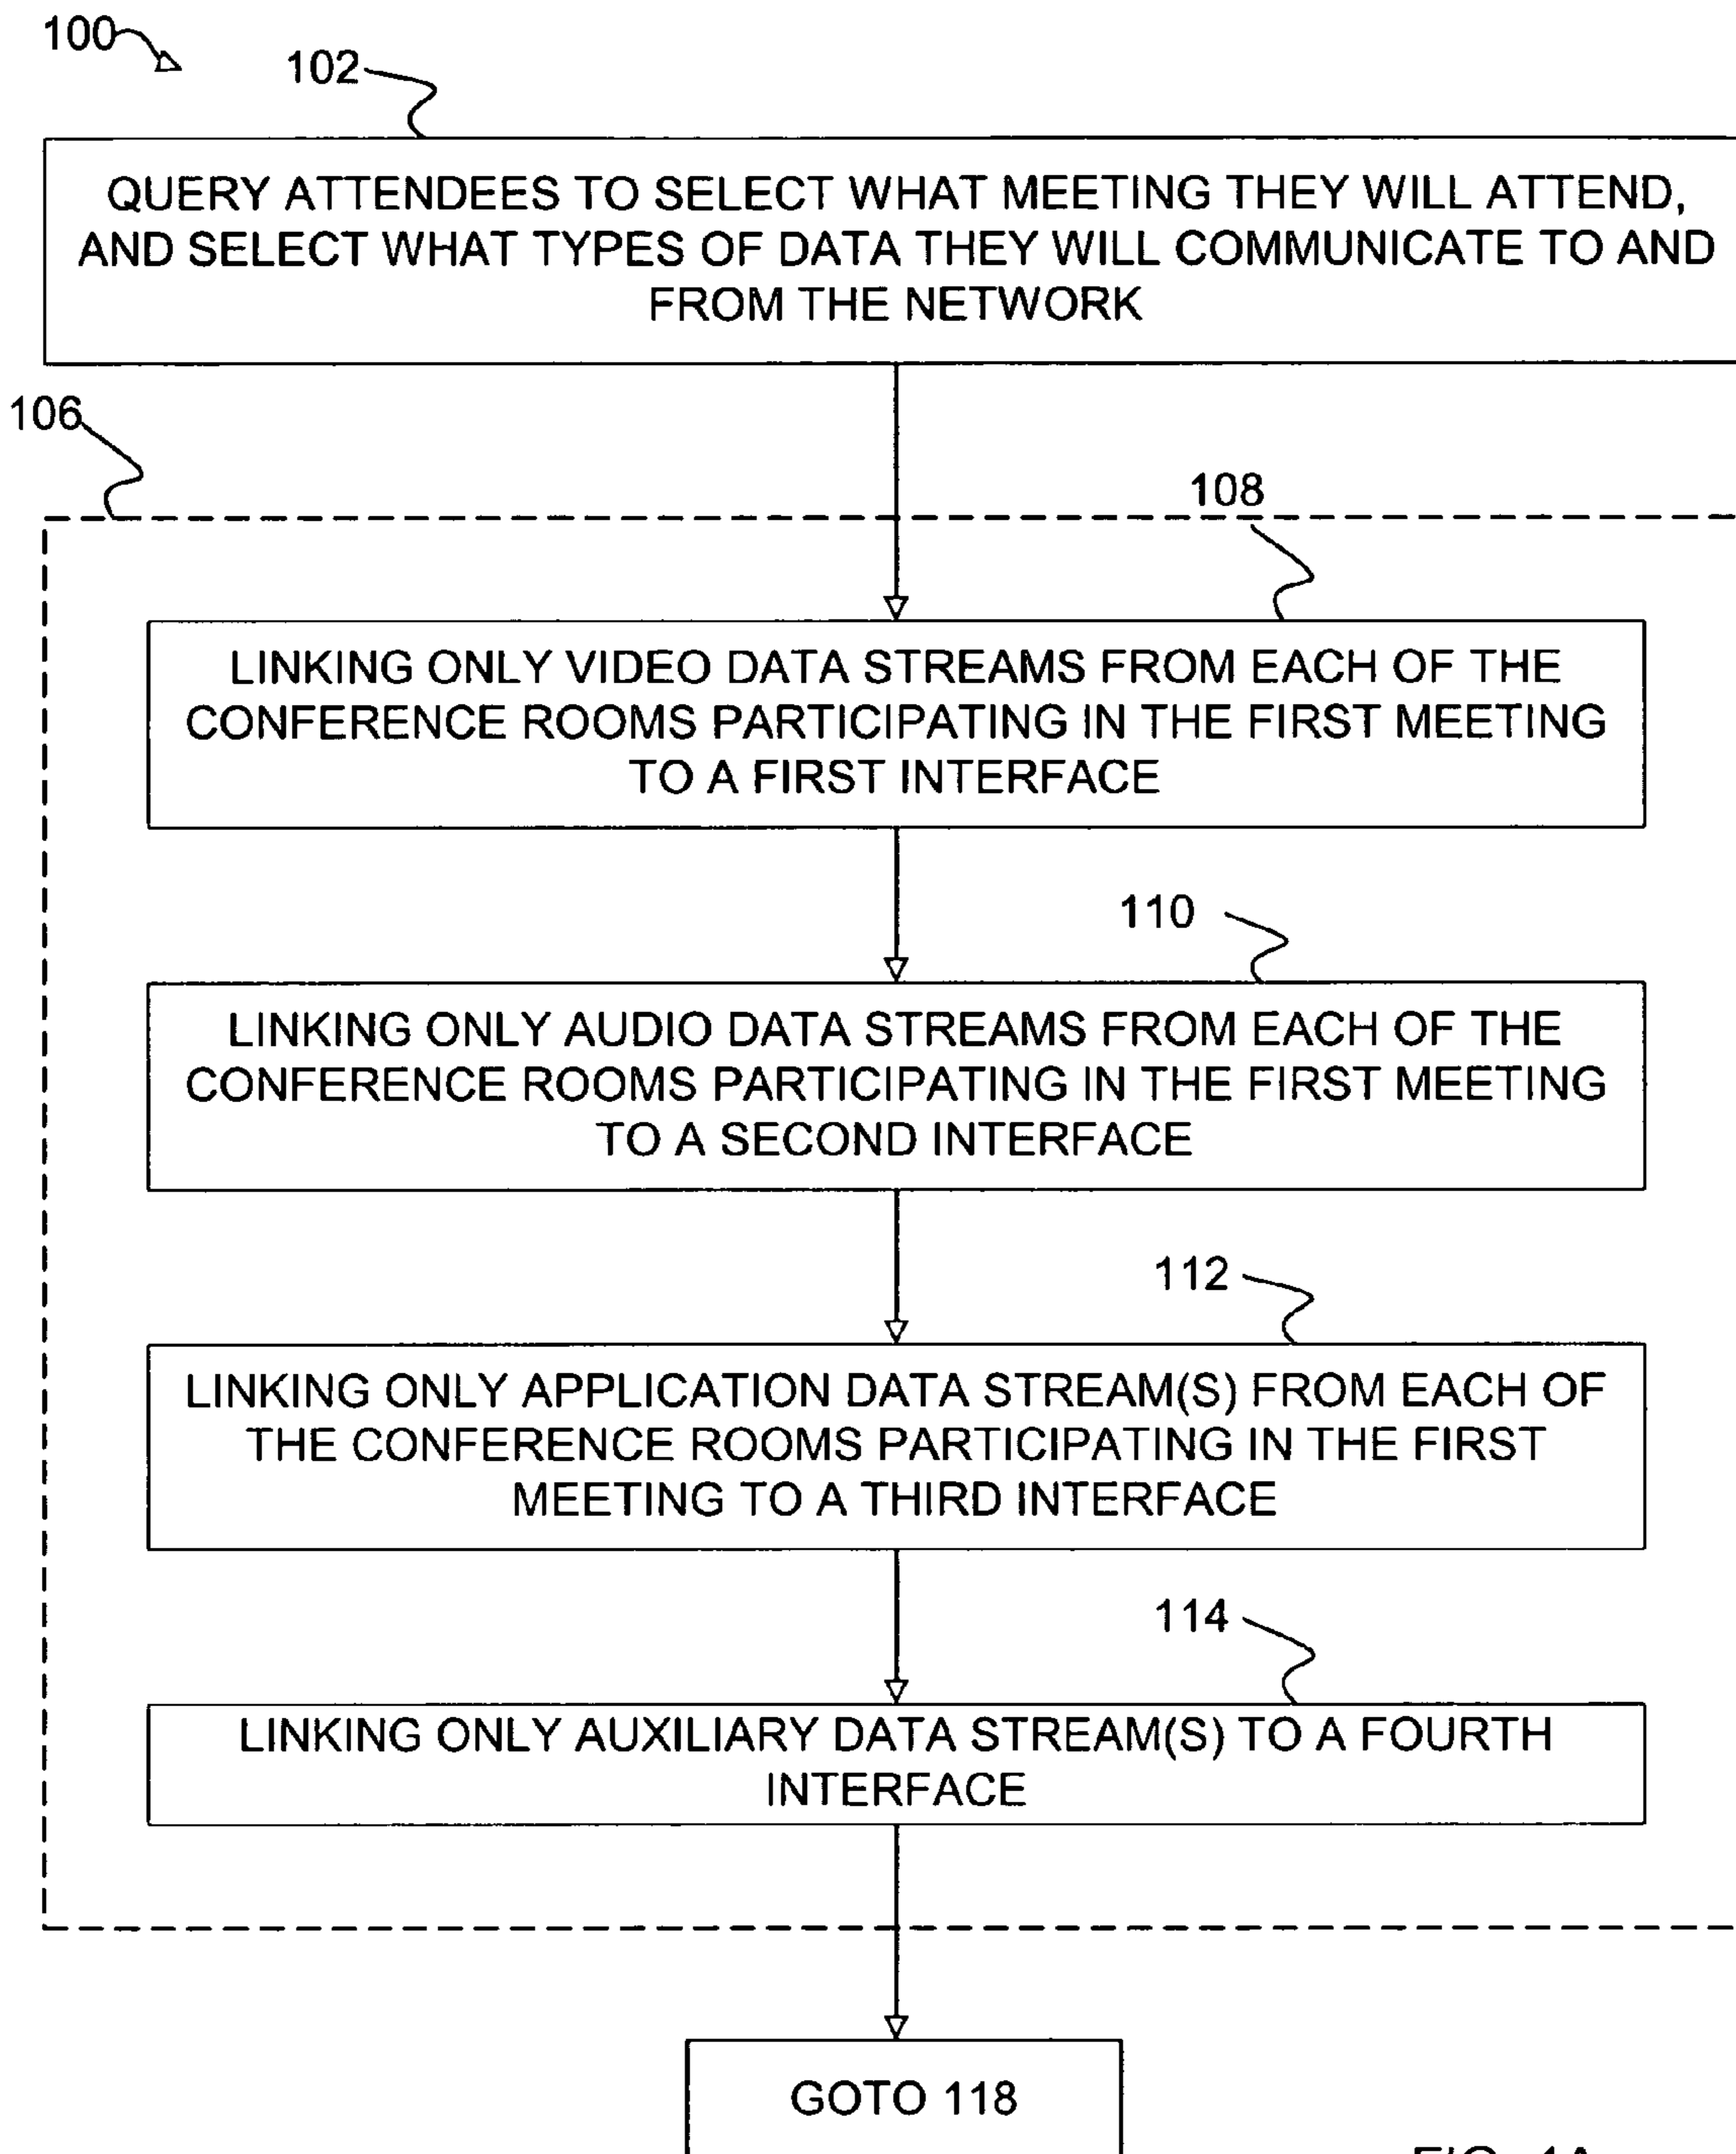 100
102
QUERY ATTENDEES TO SELECT WHAT MEETING THEY WILL ATTEND,
AND SELECT WHAT TYPES OF DATA THEY WILL COMMUNICATE TO AND
FROM THE NETWORK
106
108
LINKING ONLY VIDEO DATA STREAMS FROM EACH OF THE
CONFERENCE ROOMS PARTICIPATING IN THE FIRST MEETING
TO A FIRST INTERFACE
110
LINKING ONLY AUDIO DATA STREAMS FROM EACH OF THE
CONFERENCE ROOMS PARTICIPATING IN THE FIRST MEETING
TO A SECOND INTERFACE
112
LINKING ONLY APPLICATION DATA STREAM(S) FROM EACH OF
THE CONFERENCE ROOMS PARTICIPATING IN THE FIRST
MEETING TO A THIRD INTERFACE
114
LINKING ONLY AUXILIARY DATA STREAM(S) TO A FOURTH
INTERFACE
GOTO 118